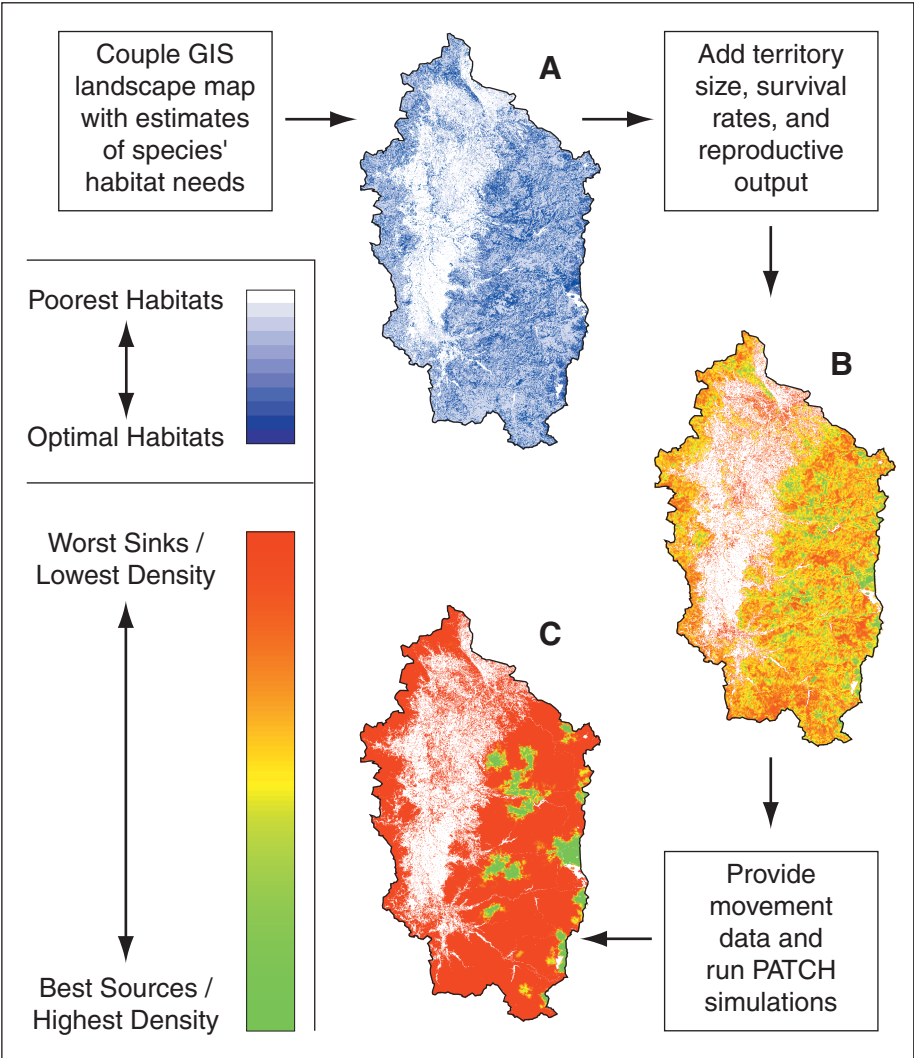 Couple GIS
landscape map
with estimates
of species'
habitat needs
A
Add territory
size, survival
rates, and
reproductive
output
Poorest Habitats
Optimal Habitats
B
Worst Sinks /
Lowest Density
Best Sources /
Highest Density
C
Provide
movement
data and
run PATCH
simulations